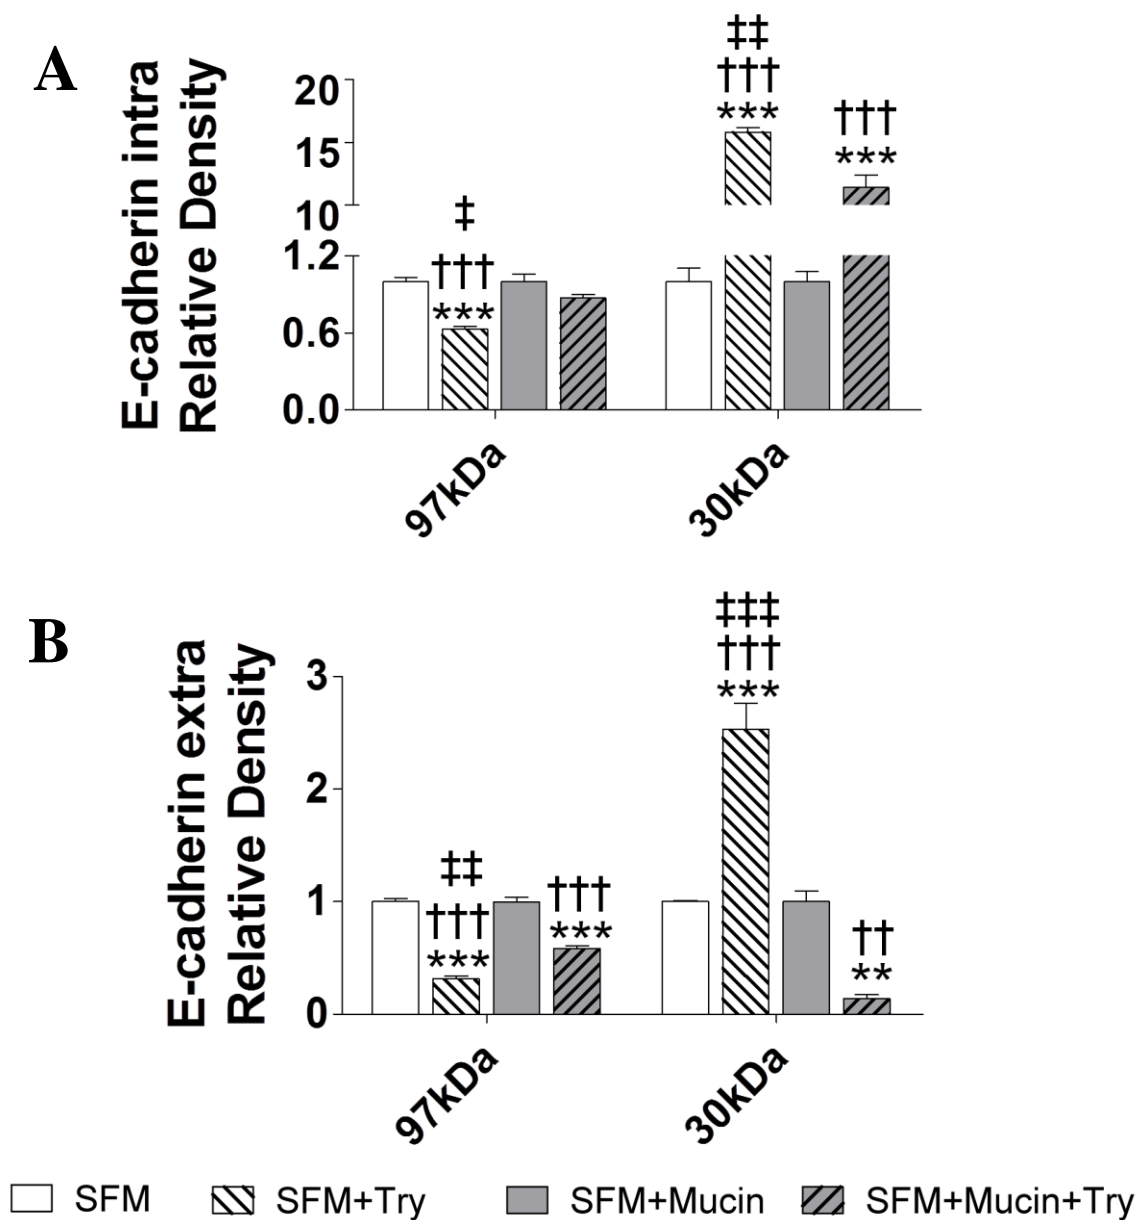 A
E-cadherin intra
Relative Density
‡‡
†††
***
†††
***
‡
†††
***
20
15
10
1.2
0.6
0.0
97kDa
30kDa
B
E-cadherin extra
Relative Density
‡‡‡
†††
***
‡‡
†††
***
†††
***
††
**
3
2
1
0
97kDa
30kDa
SFM SFM+Try SFM+Mucin SFM+Mucin+Try